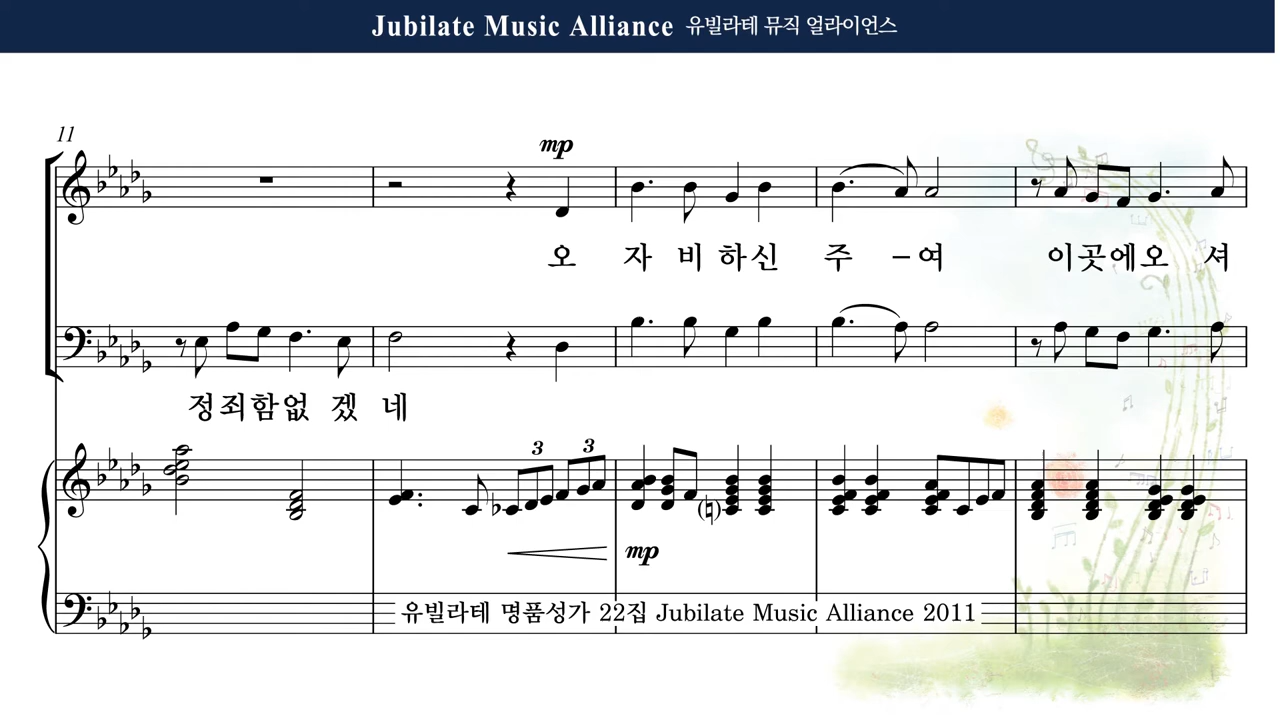 Jubilate Music Alliance 유빌라테 뮤직 얼라이언스
11
mp
오 자 비 하신 주 –여 이곳에오 셔
정죄함없 겠 네
3 3
mp
유빌라테 명품성가 22집 Jubilate Music Alliance 2011